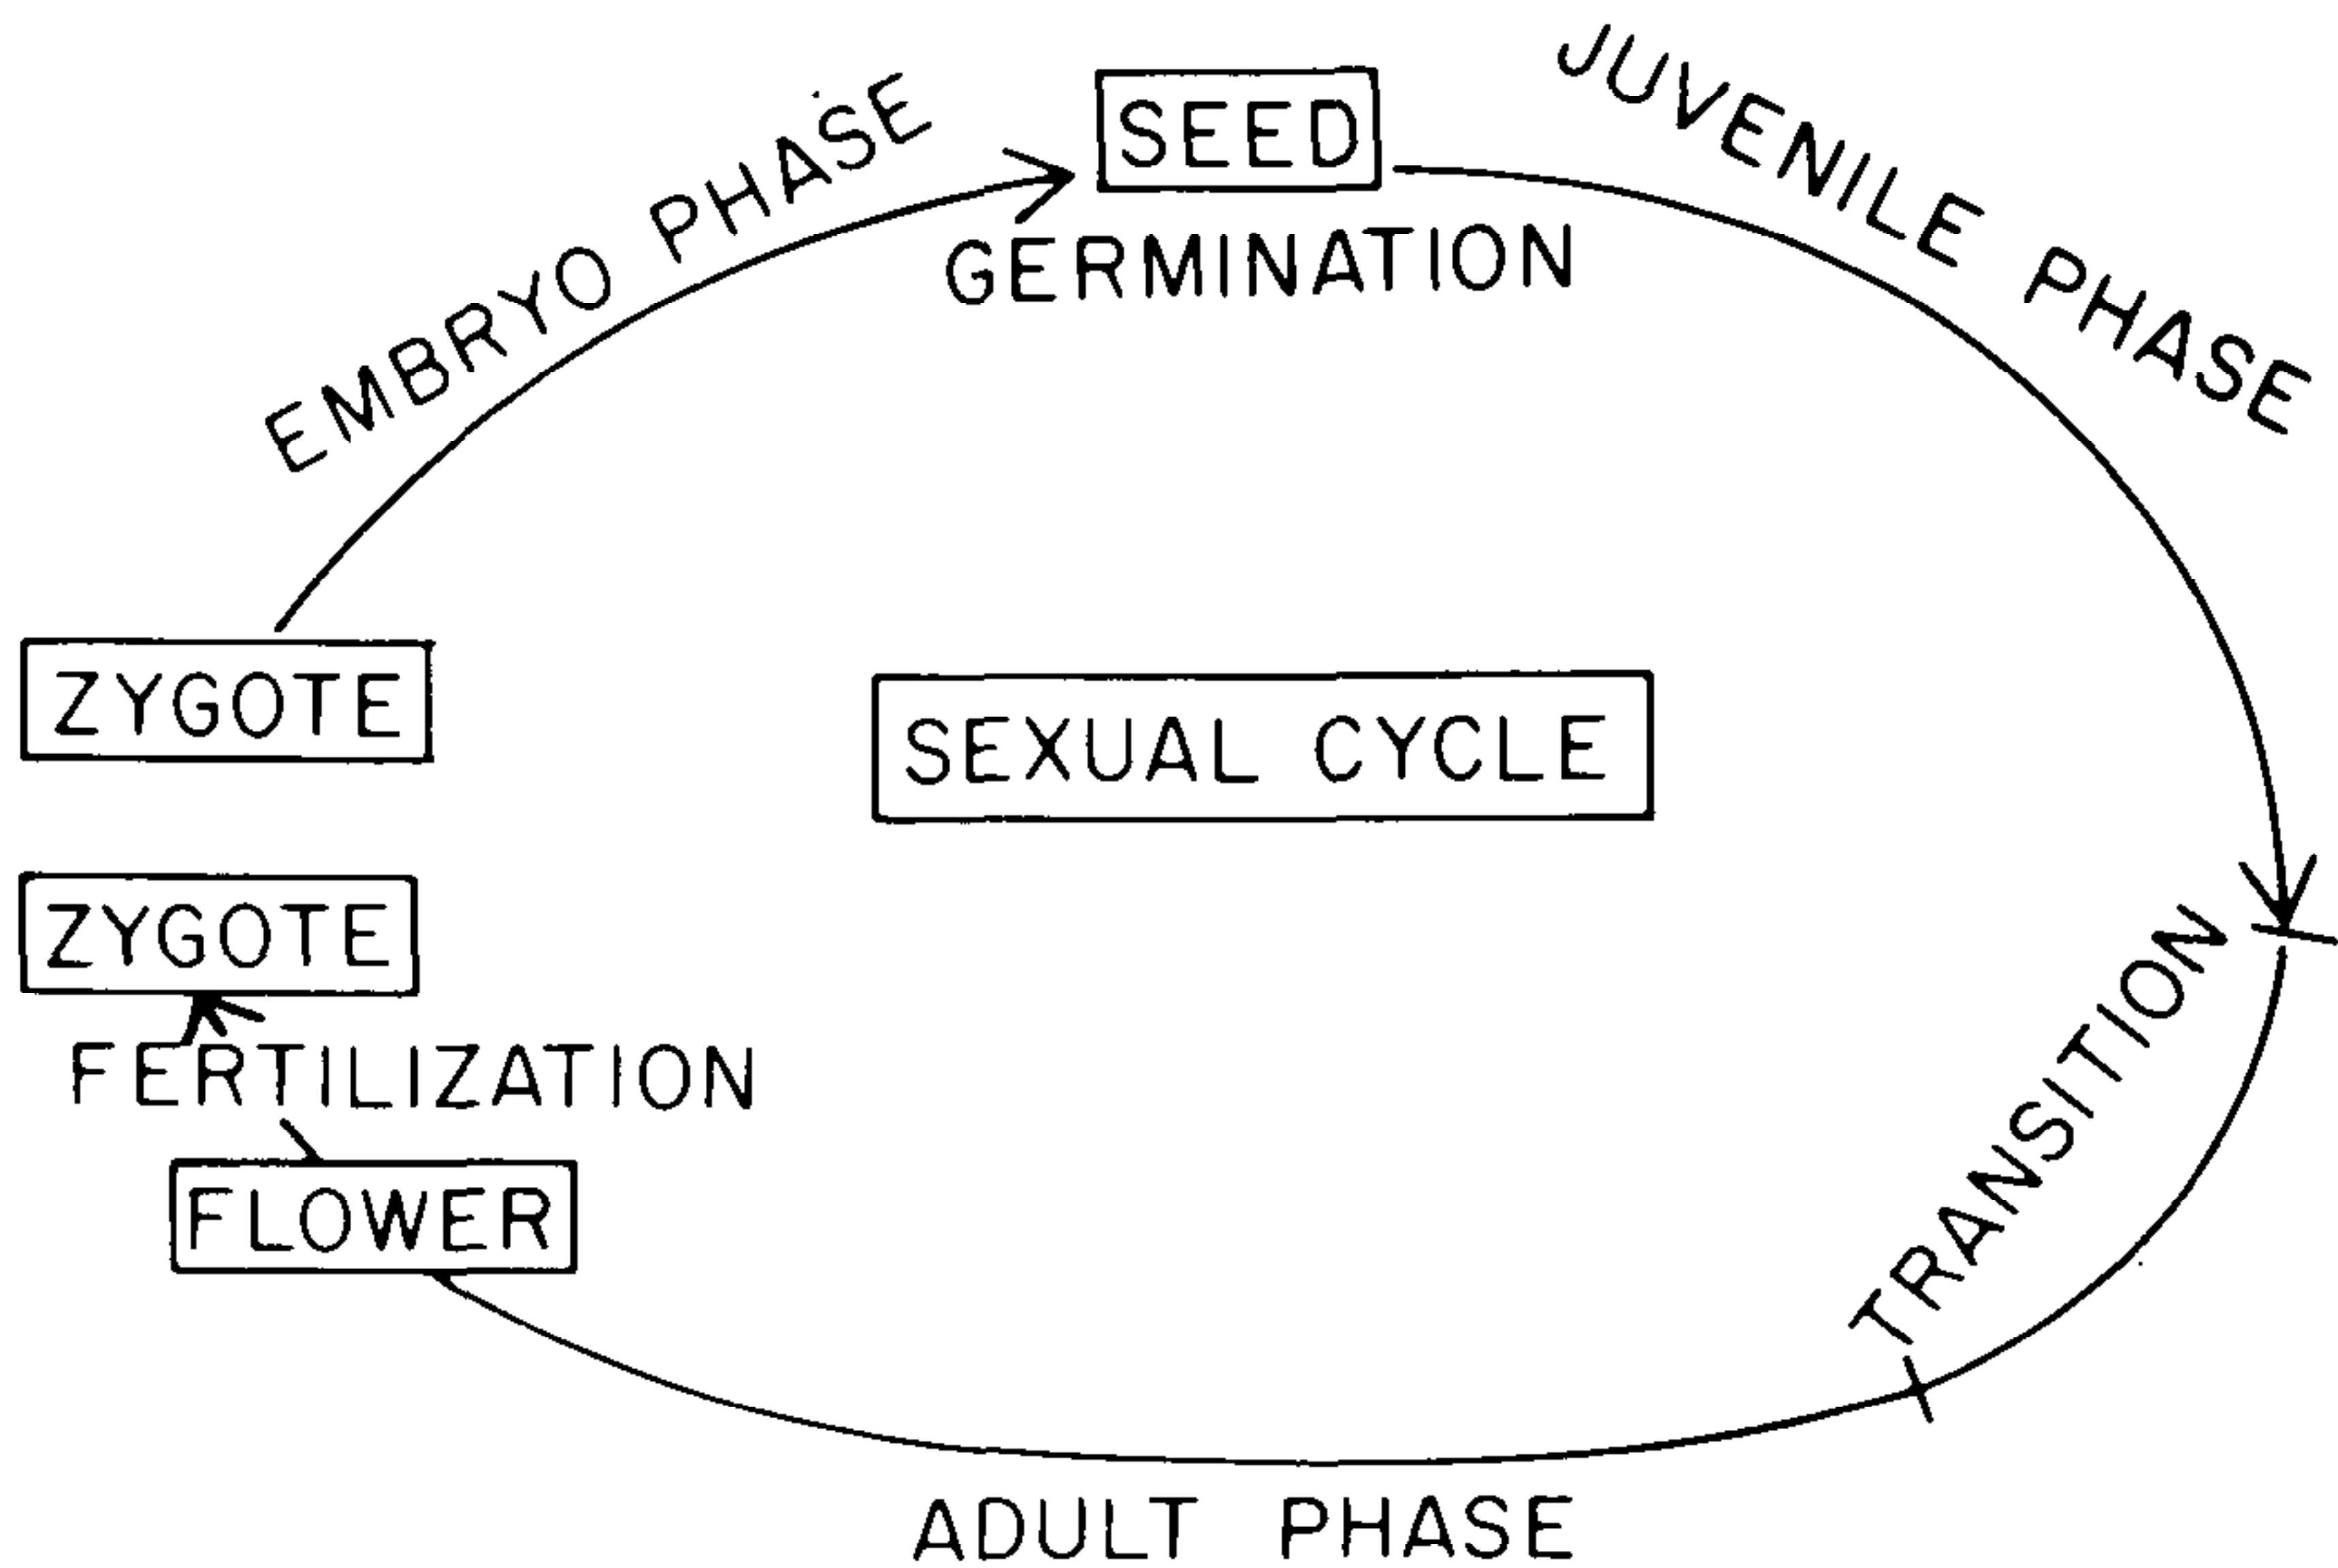 EMBRYO PHASE
SEED
JUVENILE PHASE
GERMINATION
ZYGOTE
SEXUAL CYCLE
ZYGOTE
FERTILIZATION
TRANSITION
FLOWER
ADULT PHASE